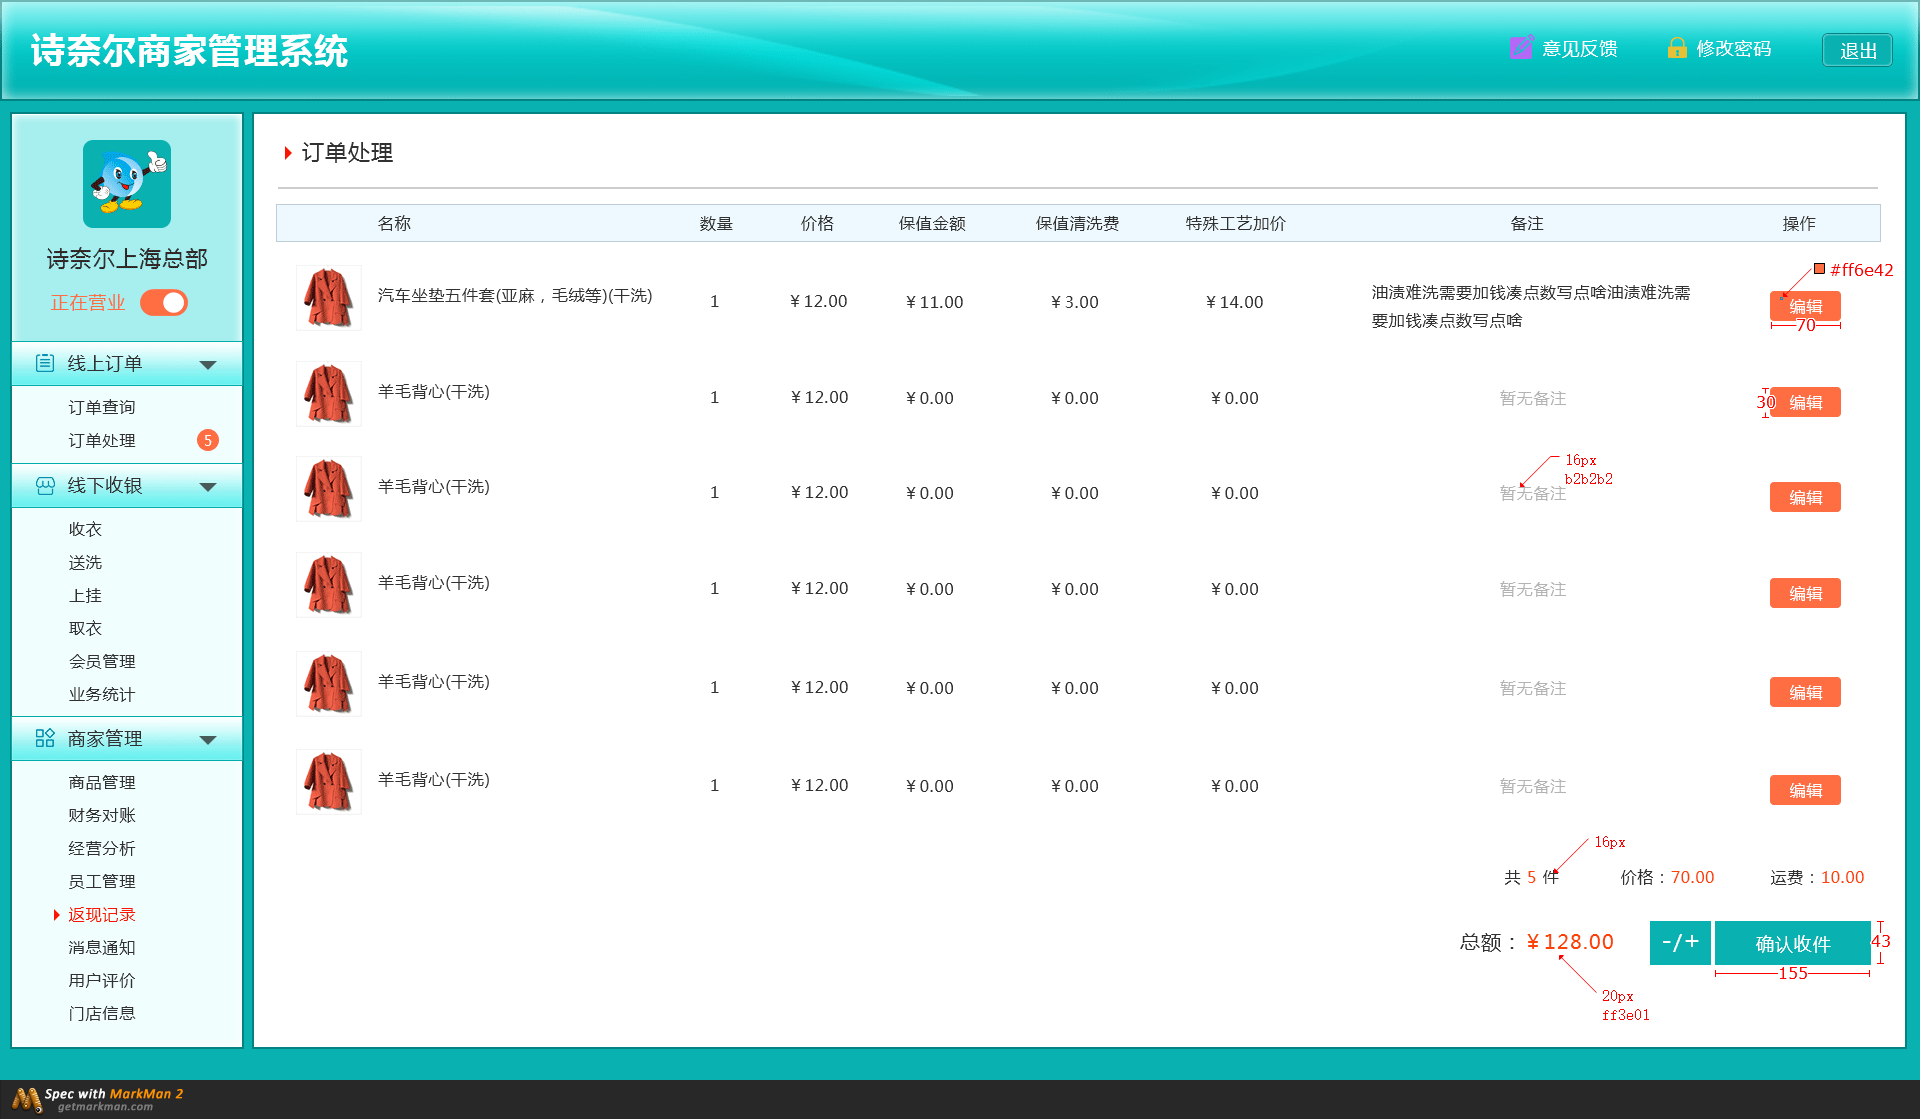 诗奈尔商家管理系统
意见反馈
修改密码
退出
诗奈尔上海总部
正在营业
线上订单
订单查询
订单处理 5
线下收银
收衣
送洗
上挂
取衣
会员管理
业务统计
商家管理
商品管理
财务对账
经营分析
员工管理
返现记录
消息通知
用户评价
门店信息
订单处理
名称 数量 价格 保值金额 保值清洗费 特殊工艺加价 备注 操作
#ff6e42
汽车坐垫五件套(亚麻，毛绒等)(干洗) 1 ￥12.00 ￥11.00 ￥3.00 ￥14.00 油渍难洗需要加钱凑点数写点啥油渍难洗需 编辑
要加钱凑点数写点啥
70
羊毛背心(干洗) 1 ￥12.00 ￥0.00 ￥0.00 ￥0.00 暂无备注 30 编辑
16px
b2b2b2
羊毛背心(干洗) 1 ￥12.00 ￥0.00 ￥0.00 ￥0.00 暂无备注 编辑
羊毛背心(干洗) 1 ￥12.00 ￥0.00 ￥0.00 ￥0.00 暂无备注 编辑
羊毛背心(干洗) 1 ￥12.00 ￥0.00 ￥0.00 ￥0.00 暂无备注 编辑
羊毛背心(干洗) 1 ￥12.00 ￥0.00 ￥0.00 ￥0.00 暂无备注 编辑
16px
共 5 件 价格：70.00 运费：10.00
总额：￥128.00 -/+ 确认收件 43
155
20px
ff3e01
Spec with MarkMan 2
getmarkman.com